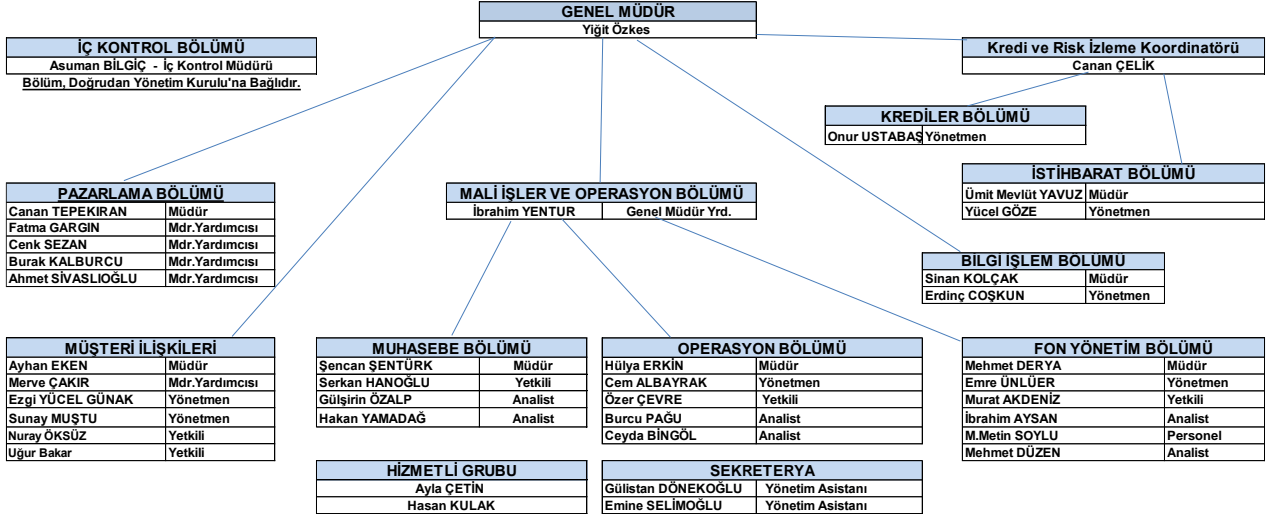 GENEL MÜDÜR
Yiğit Özkes
İÇ KONTROL BÖLÜMÜ
Asuman BİLGİÇ - İç Kontrol Müdürü
Bölüm, Doğrudan Yönetim Kurulu'na Bağlıdır.
Kredi ve Risk İzleme Koordinatörü
Canan ÇELİK
KREDİLER BÖLÜMÜ
Onur USTABAŞ Yönetmen
İSTİHBARAT BÖLÜMÜ
Ümit Mevlüt YAVUZ Müdür
Yücel GÖZE Yönetmen
PAZARLAMA BÖLÜMÜ
Canan TEPEKIRAN Müdür
Fatma GARGIN Mdr.Yardımcısı
Cenk SEZAN Mdr.Yardımcısı
Burak KALBURCU Mdr.Yardımcısı
Ahmet SİVASLIOĞLU Mdr.Yardımcısı
MALİ İŞLER VE OPERASYON BÖLÜMÜ
İbrahim YENTUR Genel Müdür Yrd.
BİLGİ İŞLEM BÖLÜMÜ
Sinan KOLÇAK Müdür
Erdinç COŞKUN Yönetmen
MÜŞTERİ İLİŞKİLERİ
Ayhan EKEN Müdür
Merve ÇAKIR Mdr.Yardımcısı
Ezgi YÜCEL GÜNAK Yönetmen
Sunay MUŞTU Yönetmen
Nuray ÖKSÜZ Yetkili
Uğur Bakar Yetkili
MUHASEBE BÖLÜMÜ
Şencan ŞENTÜRK Müdür
Serkan HANOĞLU Yetkili
Gülşirin ÖZALP Analist
Hakan YAMADAĞ Analist
OPERASYON BÖLÜMÜ
Hülya ERKİN Müdür
Cem ALBAYRAK Yönetmen
Özer ÇEVRE Yetkili
Burcu PAĞU Analist
Ceyda BİNGÖL Analist
FON YÖNETİM BÖLÜMÜ
Mehmet DERYA Müdür
Emre ÜNLÜER Yönetmen
Murat AKDENİZ Yetkili
İbrahim AYSAN Analist
M.Metin SOYLU Personel
Mehmet DÜZEN Analist
HİZMETLİ GRUBU
Ayla ÇETİN
Hasan KULAK
SEKRETERYA
Gülistan DÖNEKOĞLU Yönetim Asistanı
Emine SELİMOĞLU Yönetim Asistanı